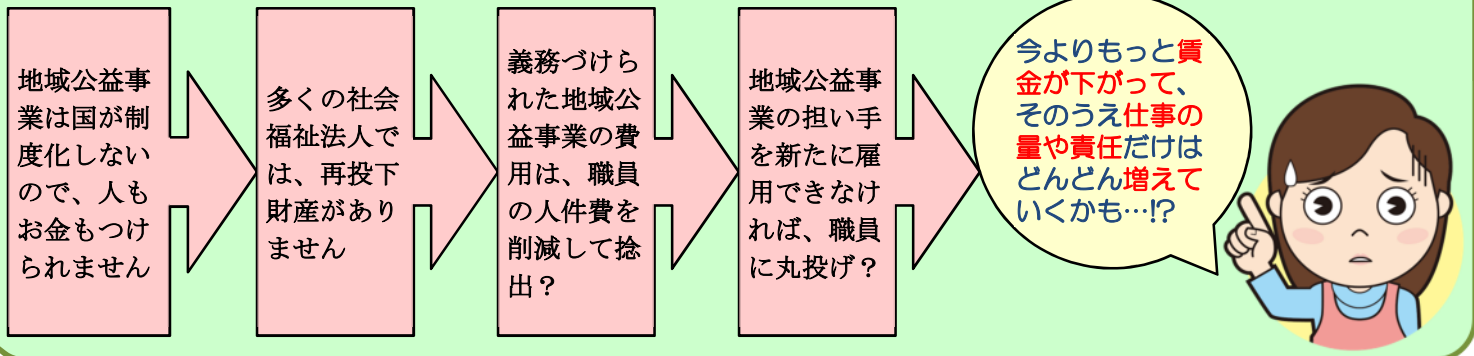 地域公益事
業は国が制
度化しない
ので、人も
お金もつけ
られません
多くの社会
福祉法人で
は、再投下
財産があり
ません
義務づけら
れた地域公
益事業の費
用は、職員
の人件費を
削減して捻
出？
地域公益事
業の担い手
を新たに雇
用できなけ
れば、職員
に丸投げ？
今よりもっと賃
金が下がって、
そのうえ仕事の
量や責任だけは
どんどん増えて
いくかも…!?